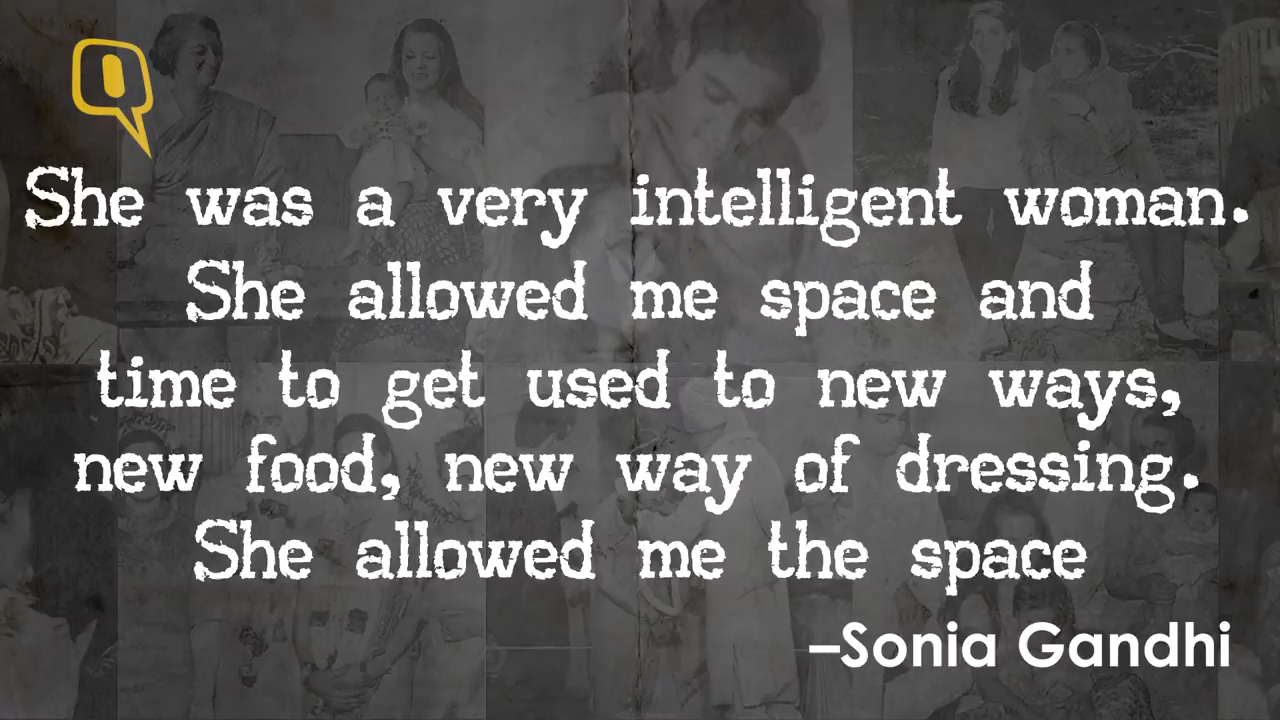 She was a very intelligent woman.
She allowed me space and
time to get used to new ways,
new food, new way of dressing.
She allowed me the space
–Sonia Gandhi